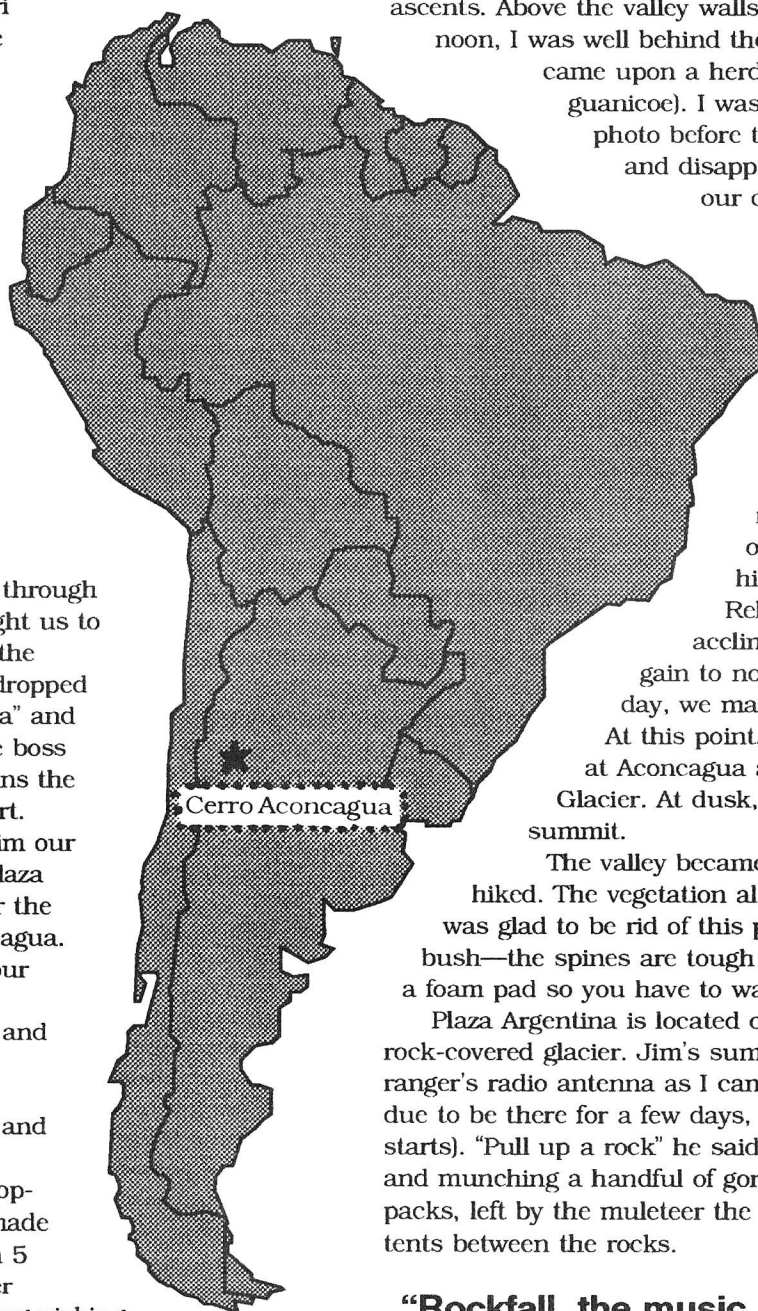 ri
e
through
ght us to
the
dropped
a” and
e boss
ns the
rt.
im our
laza
r the
agua.
our
and
and
op-
nade
n 5
er
Cerro Aconcagua
ascents. Above the valley walls
noon, I was well behind the
came upon a herd
guanicoe). I was
photo before t
and disapp
our c
o
hi
Rel
acclim
gain to no
day, we ma
At this point,
at Aconcagua a
Glacier. At dusk,
summit.
The valley became
hiked. The vegetation al
was glad to be rid of this p
bush—the spines are tough
a foam pad so you have to wa
Plaza Argentina is located o
rock-covered glacier. Jim's sum
ranger's radio antenna as I can
due to be there for a few days,
starts). “Pull up a rock” he said
and munching a handful of gor
packs, left by the muleteer the
tents between the rocks.
“Rockfall, the music